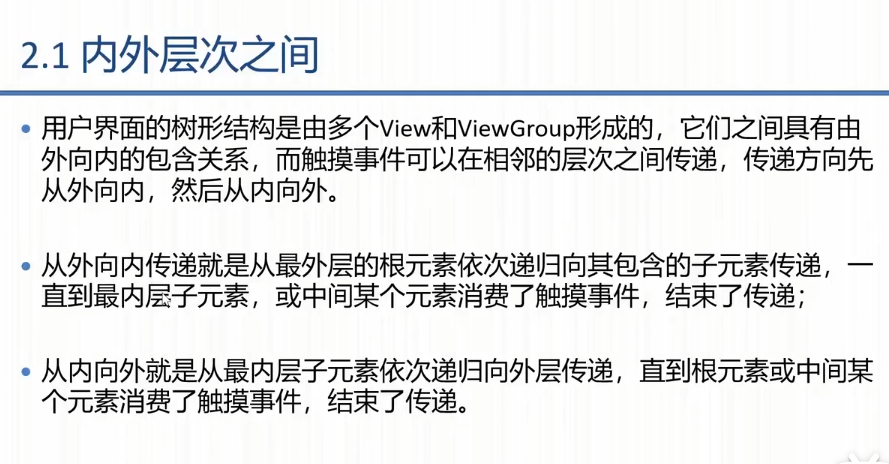 2.1 内外层次之间
• 用户界面的树形结构是由多个View和ViewGroup形成的，它们之间具有由
外向内的包含关系，而触摸事件可以在相邻的层次之间传递，传递方向先
从外向内，然后从内向外。
• 从外向内传递就是从最外层的根元素依次递归向其包含的子元素传递，一
直到最内层子元素，或中间某个元素消费了触摸事件，结束了传递；
• 从内向外就是从最内层子元素依次递归向外层传递，直到根元素或中间某
个元素消费了触摸事件，结束了传递。